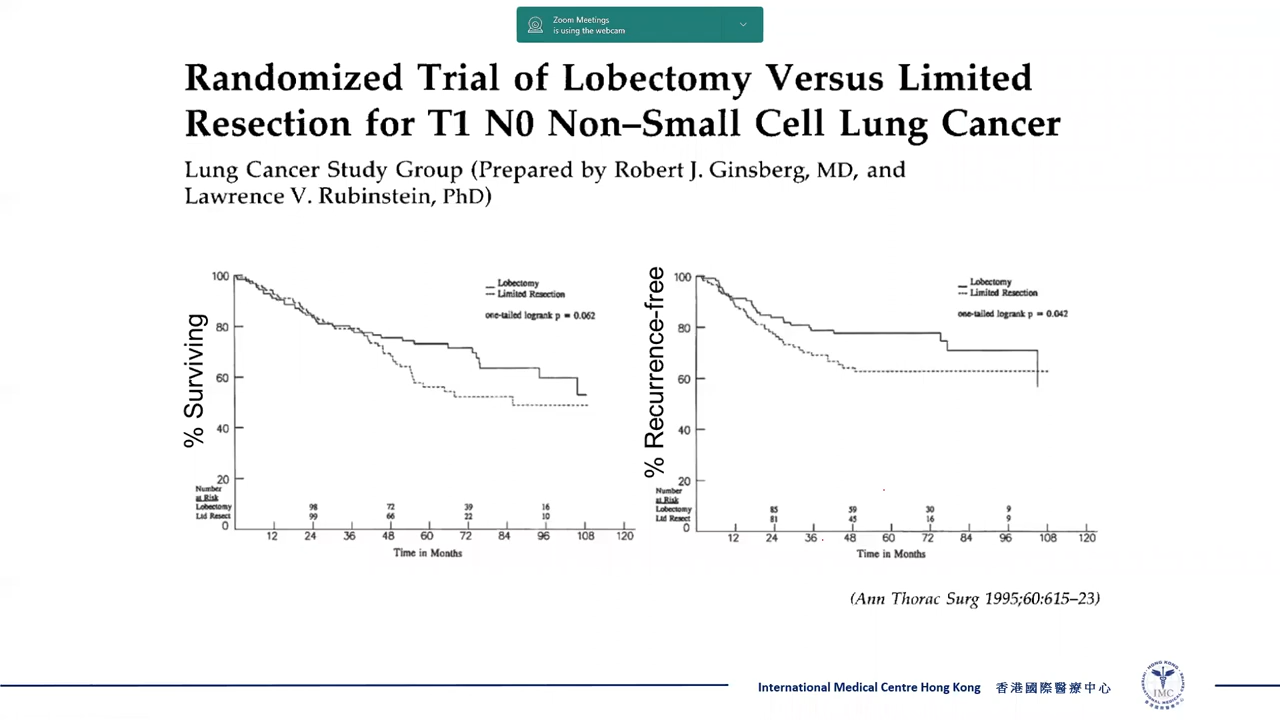 Zoom Meetings
is using the webcam
Randomized Trial of Lobectomy Versus Limited
Resection for T1 N0 Non–Small Cell Lung Cancer
Lung Cancer Study Group (Prepared by Robert J. Ginsberg, MD, and
Lawrence V. Rubinstein, PhD)
% Surviving
100
80
60
40
20
0
Lobectomy
Limited Resection
one-tailed logrank p = 0.062
Number
at Risk
Lobectomy 98 72 39 16
Ltd Resect 99 66 22 10
12 24 36 48 60 72 84 96 108 120
Time in Months
% Recurrence-free
100
80
60
40
20
0
Lobectomy
Limited Resection
one-tailed logrank p = 0.042
Number
at Risk
Lobectomy 85 59 30 9
Ltd Resect 81 45 16 9
12 24 36 48 60 72 84 96 108 120
Time in Months
(Ann Thorac Surg 1995;60:615–23)
International Medical Centre Hong Kong 香港國際醫療中心
IMC